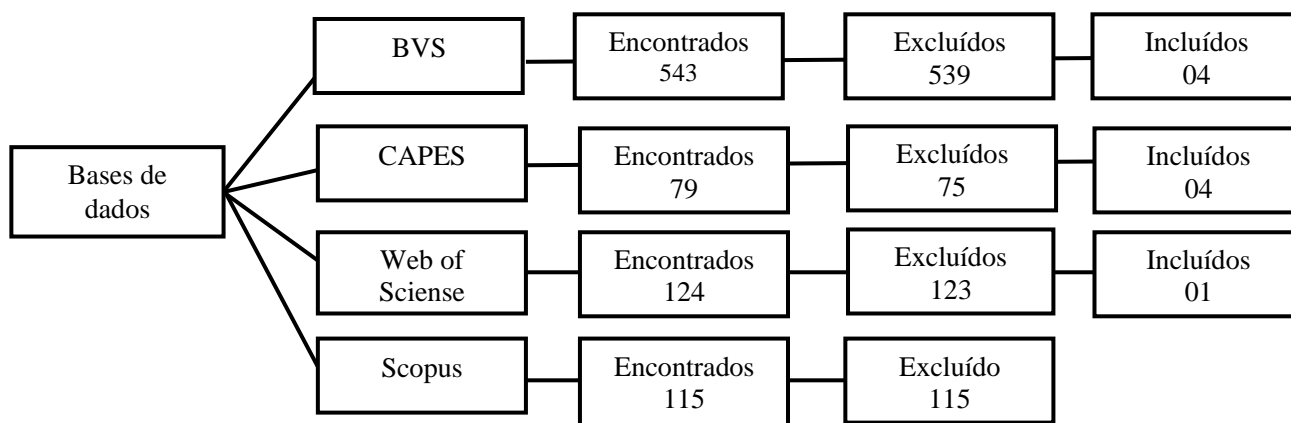 BVS
Encontrados
543
Excluídos
539
Incluídos
04
Bases de
dados
CAPES
Encontrados
79
Excluídos
75
Incluídos
04
Web of
Sciense
Encontrados
124
Excluídos
123
Incluídos
01
Scopus
Encontrados
115
Excluído
115